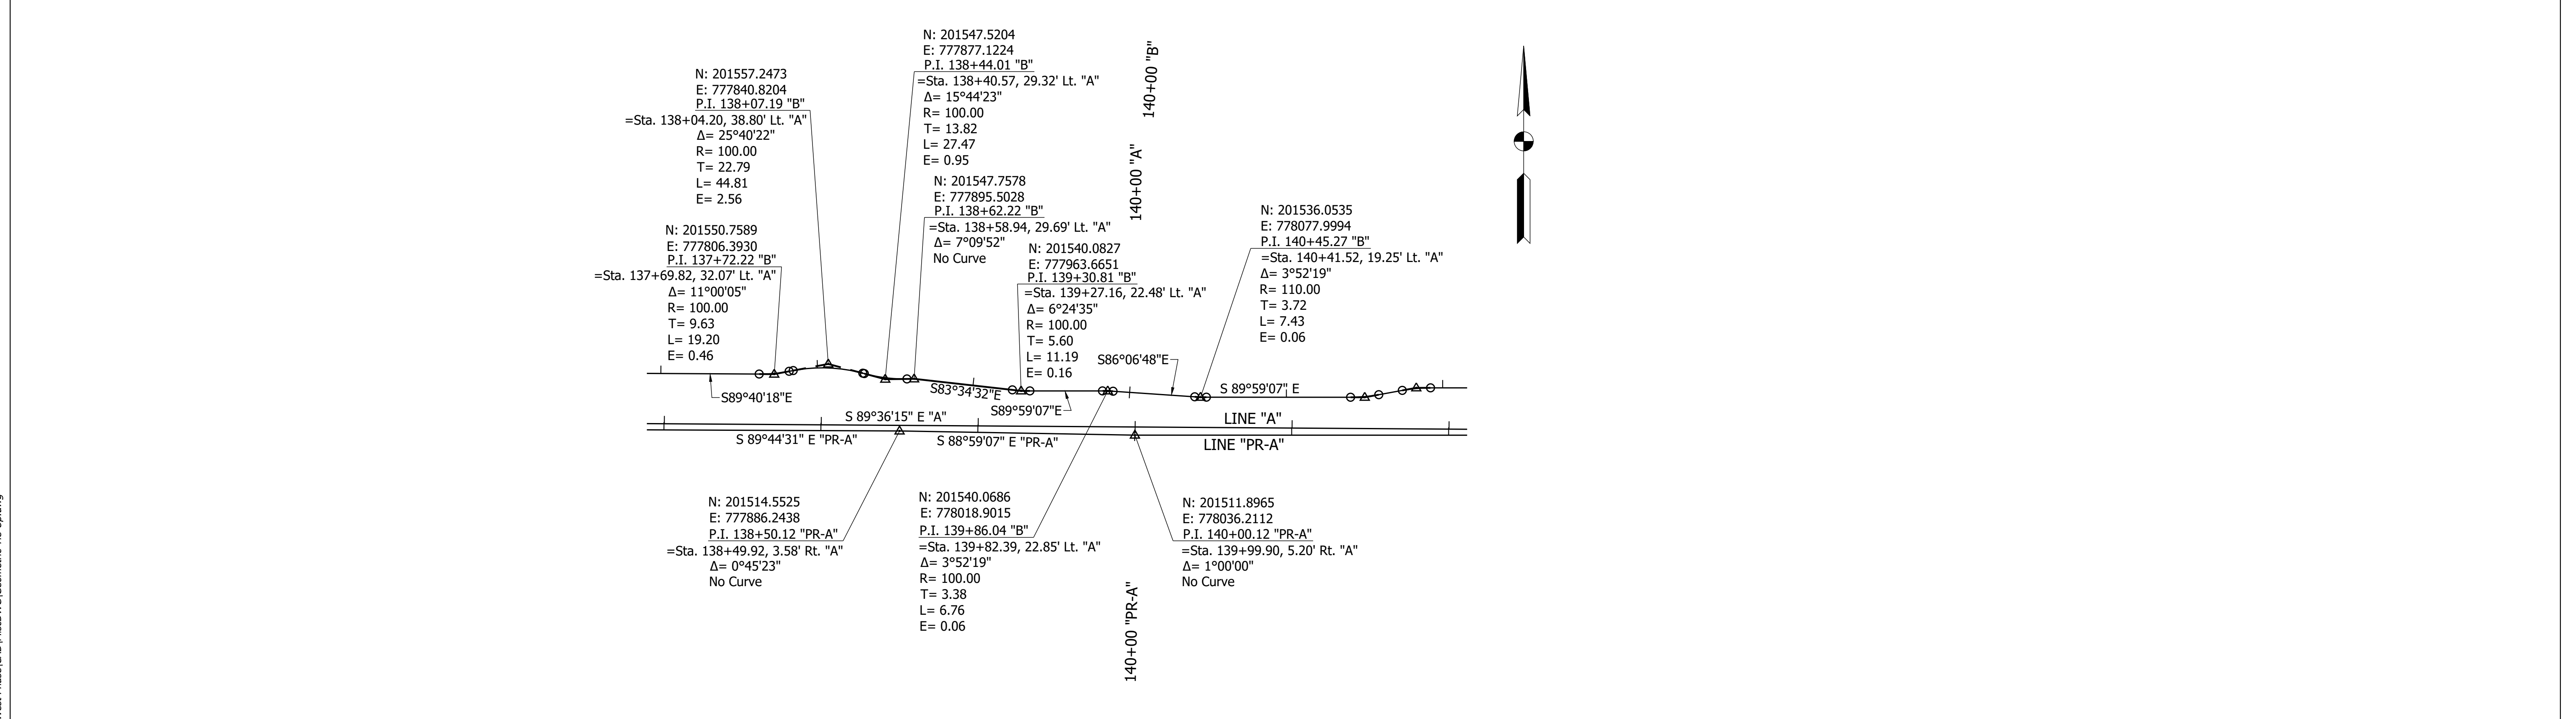 N: 201547.5204
E: 777877.1224
P.I. 138+44.01 "B"
=Sta. 138+40.57, 29.32' Lt. "A"
Δ= 15°44'23"
R= 100.00
T= 13.82
L= 27.47
E= 0.95
140+00 "B"
N: 201557.2473
E: 777840.8204
P.I. 138+07.19 "B"
=Sta. 138+04.20, 38.80' Lt. "A"
Δ= 25°40'22"
R= 100.00
T= 22.79
L= 44.81
E= 2.56
140+00 "A"
N: 201547.7578
E: 777895.5028
P.I. 138+62.22 "B"
=Sta. 138+58.94, 29.69' Lt. "A"
Δ= 7°09'52"
No Curve
N: 201536.0535
E: 778077.9994
P.I. 140+45.27 "B"
=Sta. 140+41.52, 19.25' Lt. "A"
Δ= 3°52'19"
R= 110.00
T= 3.72
L= 7.43
E= 0.06
N: 201550.7589
E: 777806.3930
P.I. 137+72.22 "B"
=Sta. 137+69.82, 32.07' Lt. "A"
Δ= 11°00'05"
R= 100.00
T= 9.63
L= 19.20
E= 0.46
N: 201540.0827
E: 777963.6651
P.I. 139+30.81 "B"
=Sta. 139+27.16, 22.48' Lt. "A"
Δ= 6°24'35"
R= 100.00
T= 5.60
L= 11.19
E= 0.16
S86°06'48"E
S89°40'18"E
S83°34'32"E
S89°59'07"E
S 89°59'07" E
S 89°36'15" E "A"
LINE "A"
S 89°44'31" E "PR-A"
S 88°59'07" E "PR-A"
LINE "PR-A"
N: 201514.5525
E: 777886.2438
P.I. 138+50.12 "PR-A"
=Sta. 138+49.92, 3.58' Rt. "A"
Δ= 0°45'23"
No Curve
N: 201540.0686
E: 778018.9015
P.I. 139+86.04 "B"
=Sta. 139+82.39, 22.85' Lt. "A"
Δ= 3°52'19"
R= 100.00
T= 3.38
L= 6.76
E= 0.06
N: 201511.8965
E: 778036.2112
P.I. 140+00.12 "PR-A"
=Sta. 139+99.90, 5.20' Rt. "A"
Δ= 1°00'00"
No Curve
140+00 "PR-A"